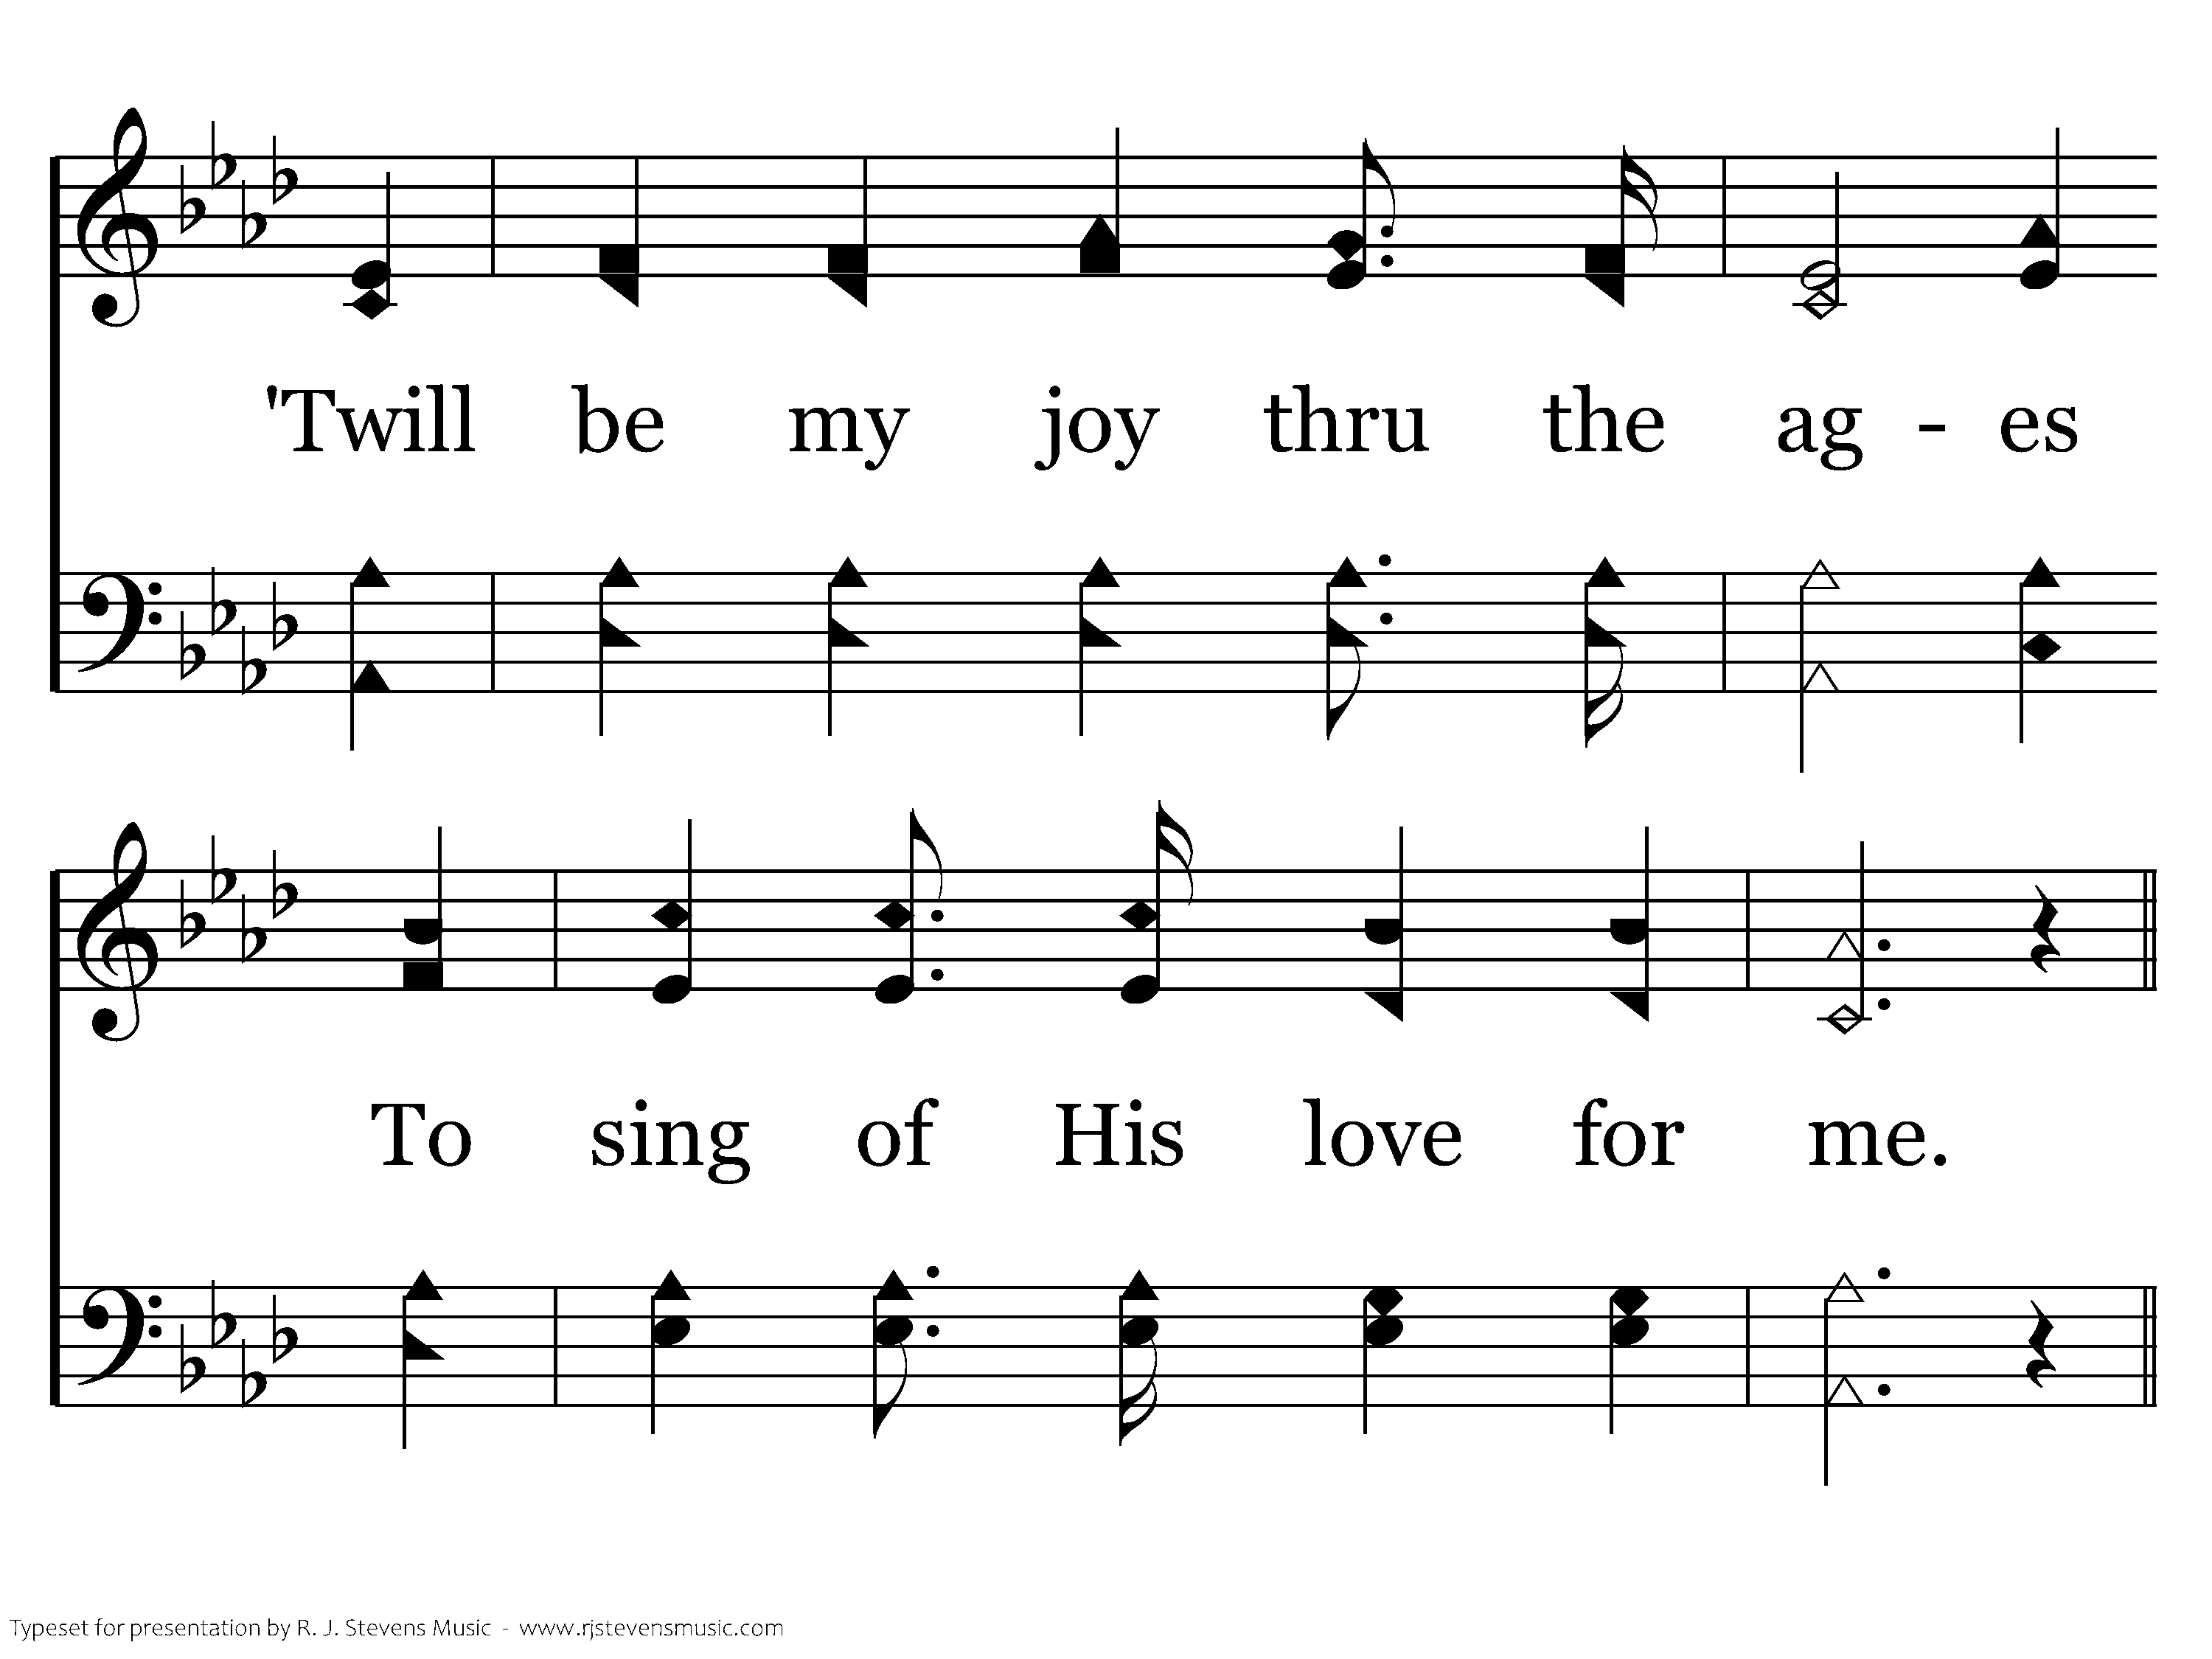 'Twill be my joy thru the ag - es
To sing of His love for me.
Typeset for presentation by R. J. Stevens Music - www.rjstevensmusic.com